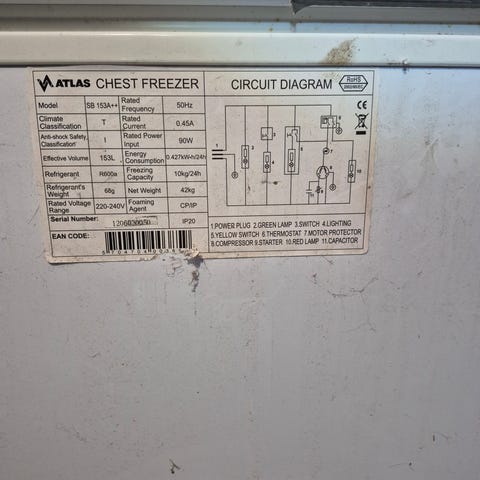 ATLAS CHEST FREEZER
Model SB 153A++ Rated Frequency 50Hz
Climate Classification T Rated Current 0.45A
Anti-shock Safety Classification I Rated Power Input 90W
Effective Volume 153L Energy Consumption 0.427kW·h/24h
Refrigerant R600a Freezing Capacity 10kg/24h
Refrigerant's Weight 68g Net Weight 42kg
Rated Voltage Range 220-240V Foaming Agent CP/IP
Serial Number: 1206030050 IP20
EAN CODE:
CIRCUIT DIAGRAM
RoHS
2002/95/EC
CE
1.POWER PLUG 2.GREEN LAMP 3.SWITCH 4.LIGHTING
5.YELLOW SWITCH 6.THERMOSTAT 7.MOTOR PROTECTOR
8.COMPRESSOR 9.STARTER 10.RED LAMP 11.CAPACITOR